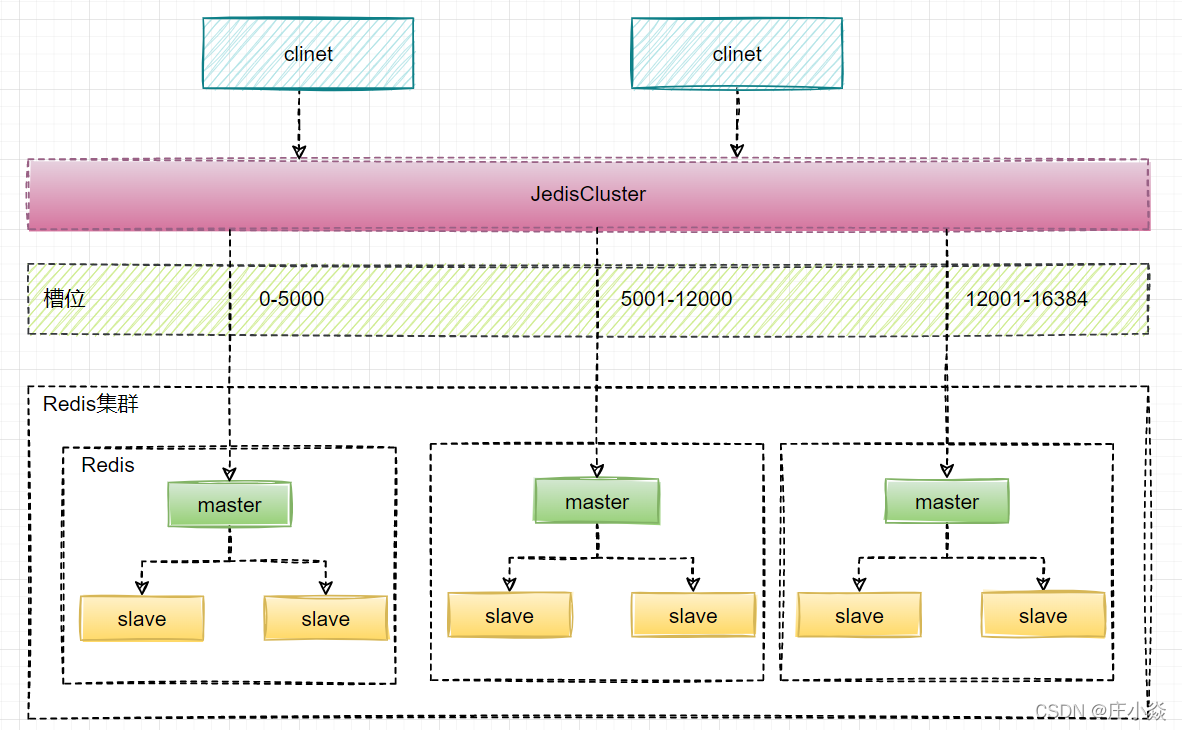 clinet
clinet
JedisCluster
槽位
0-5000
5001-12000
12001-16384
Redis集群
Redis
master
master
master
slave
slave
slave
slave
slave
slave
CSDN @庄小焱